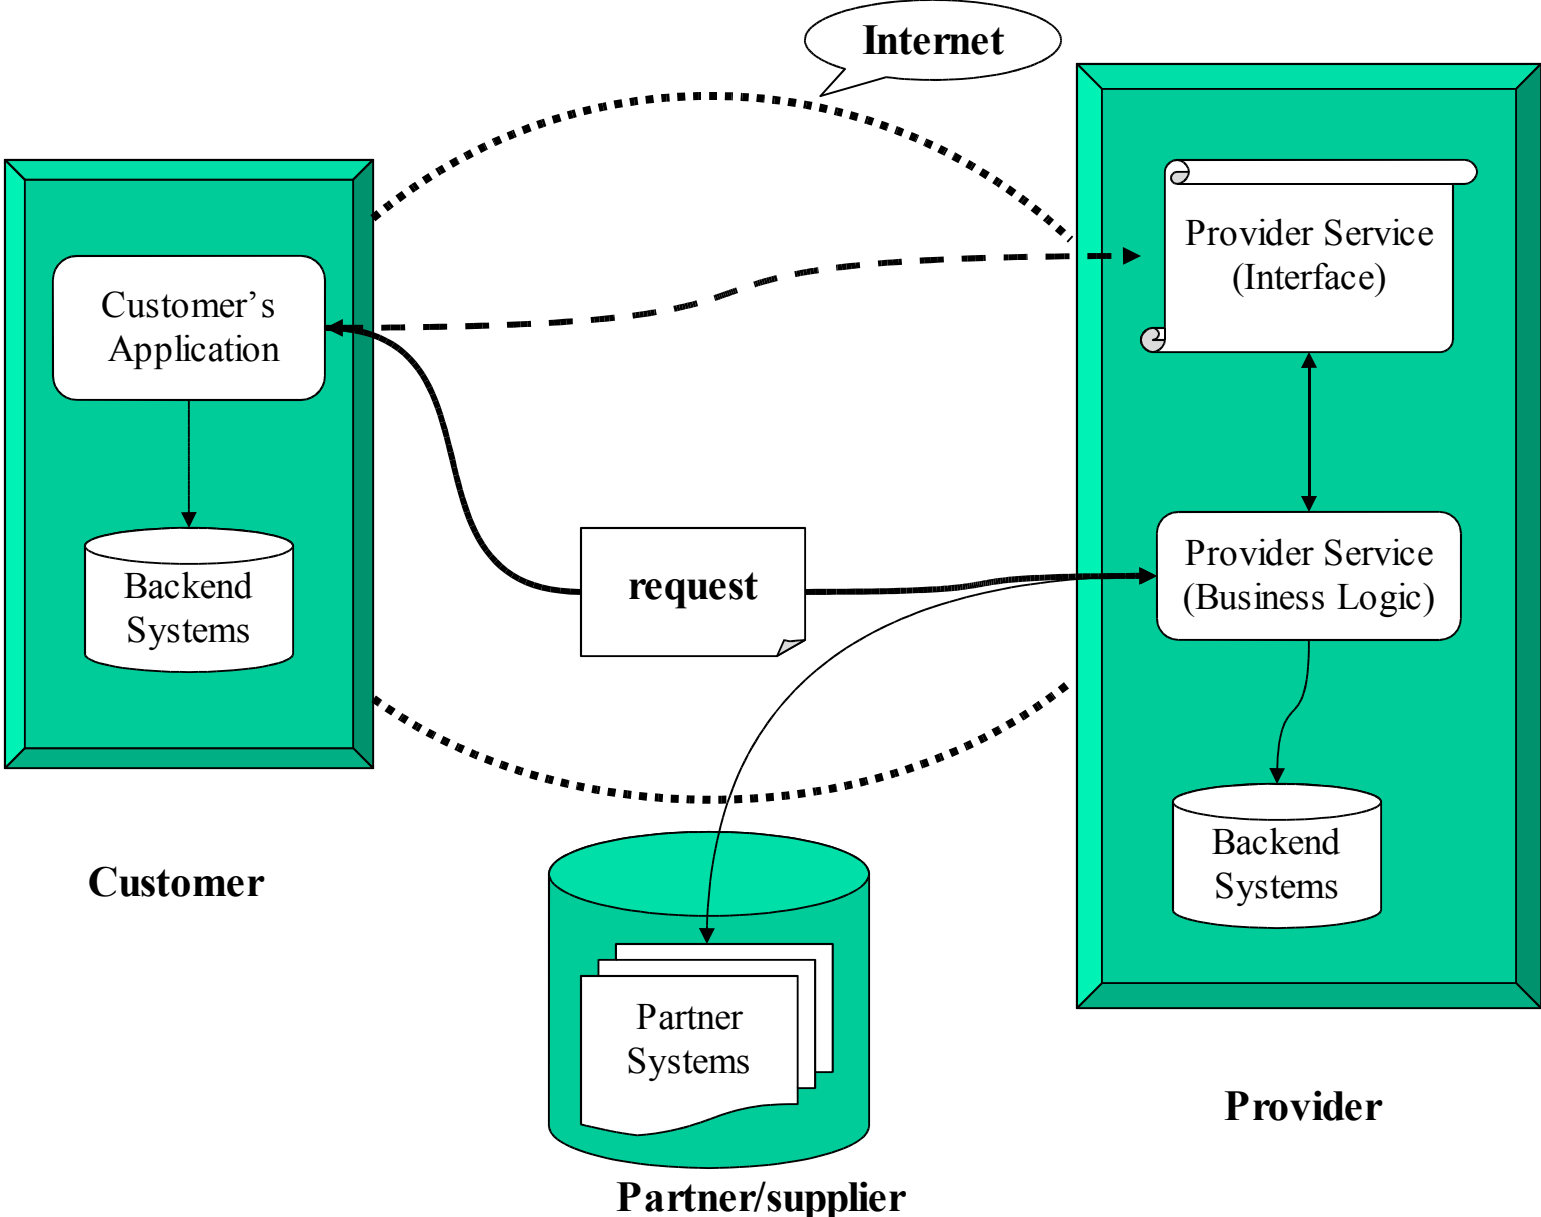 Internet
Provider Service
(Interface)
Customer’s
Application
Provider Service
(Business Logic)
request
Backend
Systems
Backend
Systems
Customer
Partner
Systems
Provider
Partner/supplier